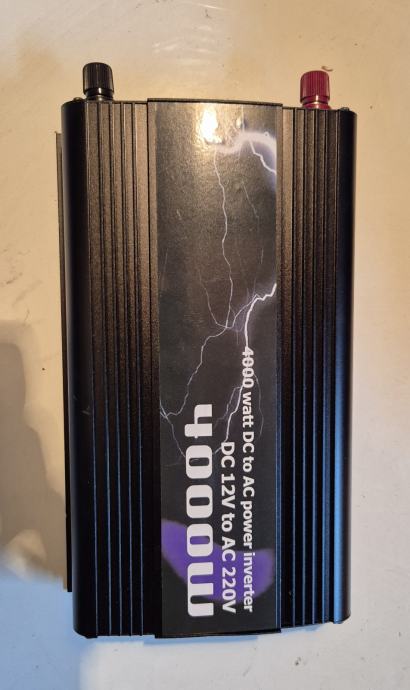 4000 watt DC to AC power inverter
DC 12V to AC 220V
4000W